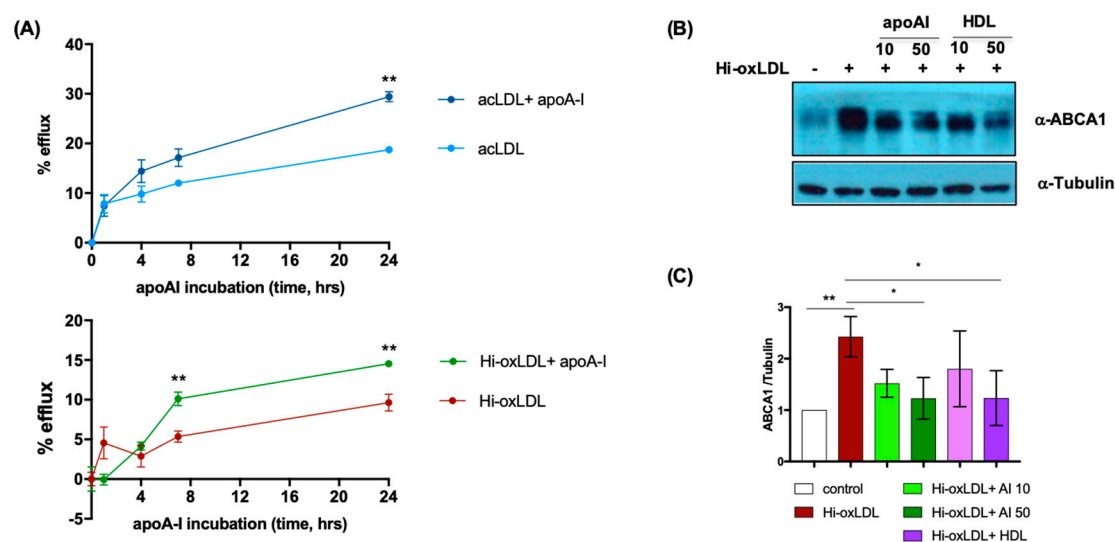 (A)
40
30
20
10
0
% efflux
**
0
4
8
12
16
20
24
apoAI incubation (time, hrs)
acLDL+ apoA-I
acLDL
20
15
10
5
0
-5
% efflux
**
**
4
8
12
16
20
24
apoA-I incubation (time, hrs)
Hi-oxLDL+ apoA-I
Hi-oxLDL
(B)
apoAI HDL
10 50 10 50
Hi-oxLDL - + + + + +
α-ABCA1
α-Tubulin
(C)
*
** *
3
2
1
0
ABCA1 /Tubulin
control
Hi-oxLDL
Hi-oxLDL+ AI 10
Hi-oxLDL+ AI 50
Hi-oxLDL+ HDL